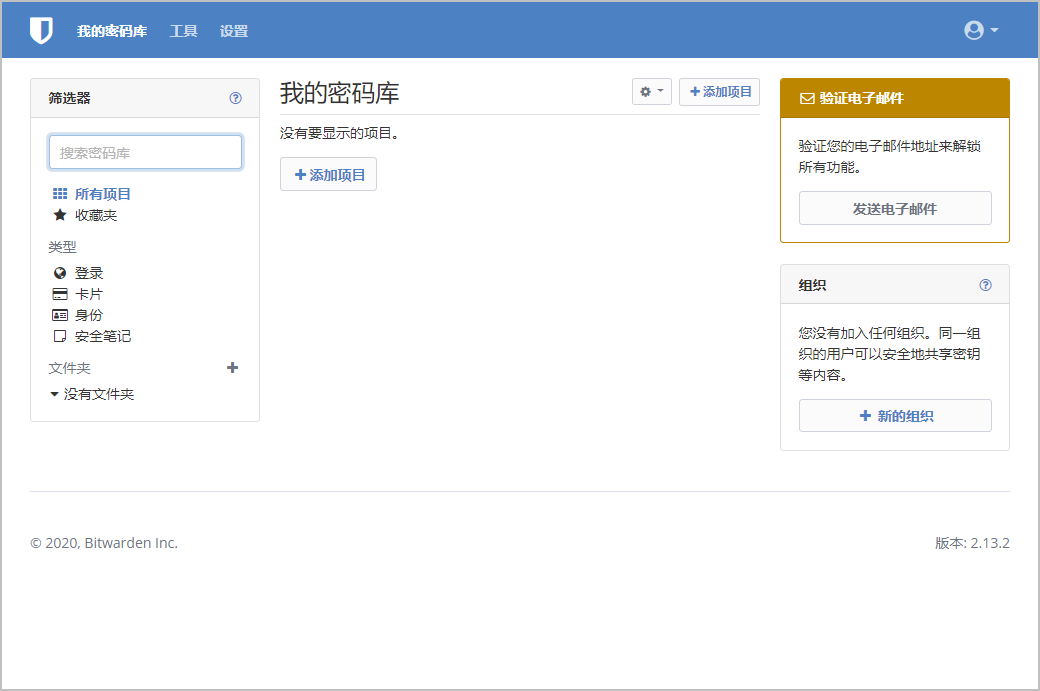 我的密码库 工具 设置
筛选器
搜索密码库
所有项目
收藏夹
类型
登录
卡片
身份
安全笔记
文件夹
没有文件夹
我的密码库
添加项目
没有要显示的项目。
添加项目
验证电子邮件
验证您的电子邮件地址来解锁
所有功能。
发送电子邮件
组织
您没有加入任何组织。同一组
织的用户可以安全地共享密钥
等内容。
新的组织
© 2020, Bitwarden Inc.
版本: 2.13.2